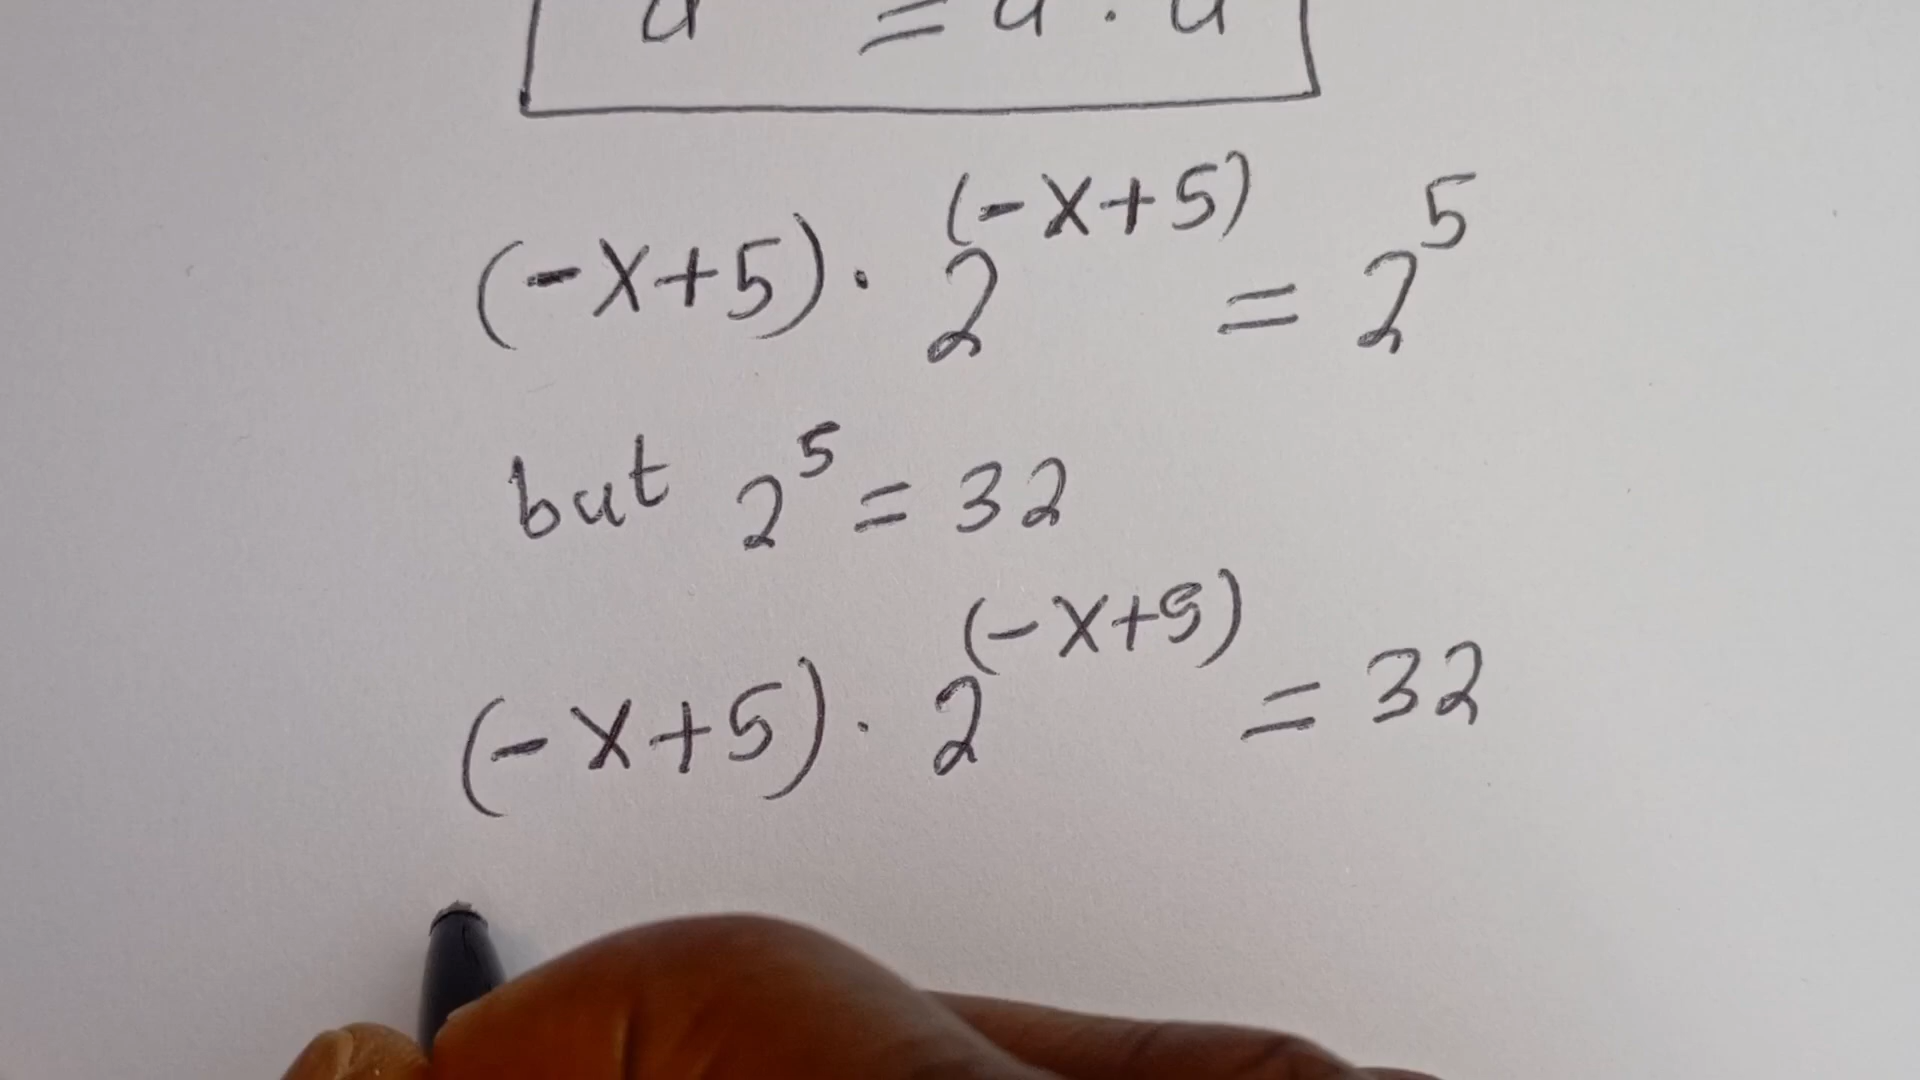 a = a · a
(-x+5) · 2^(-x+5) = 2^5
but 2^5 = 32
(-x+5) · 2^(-x+5) = 32